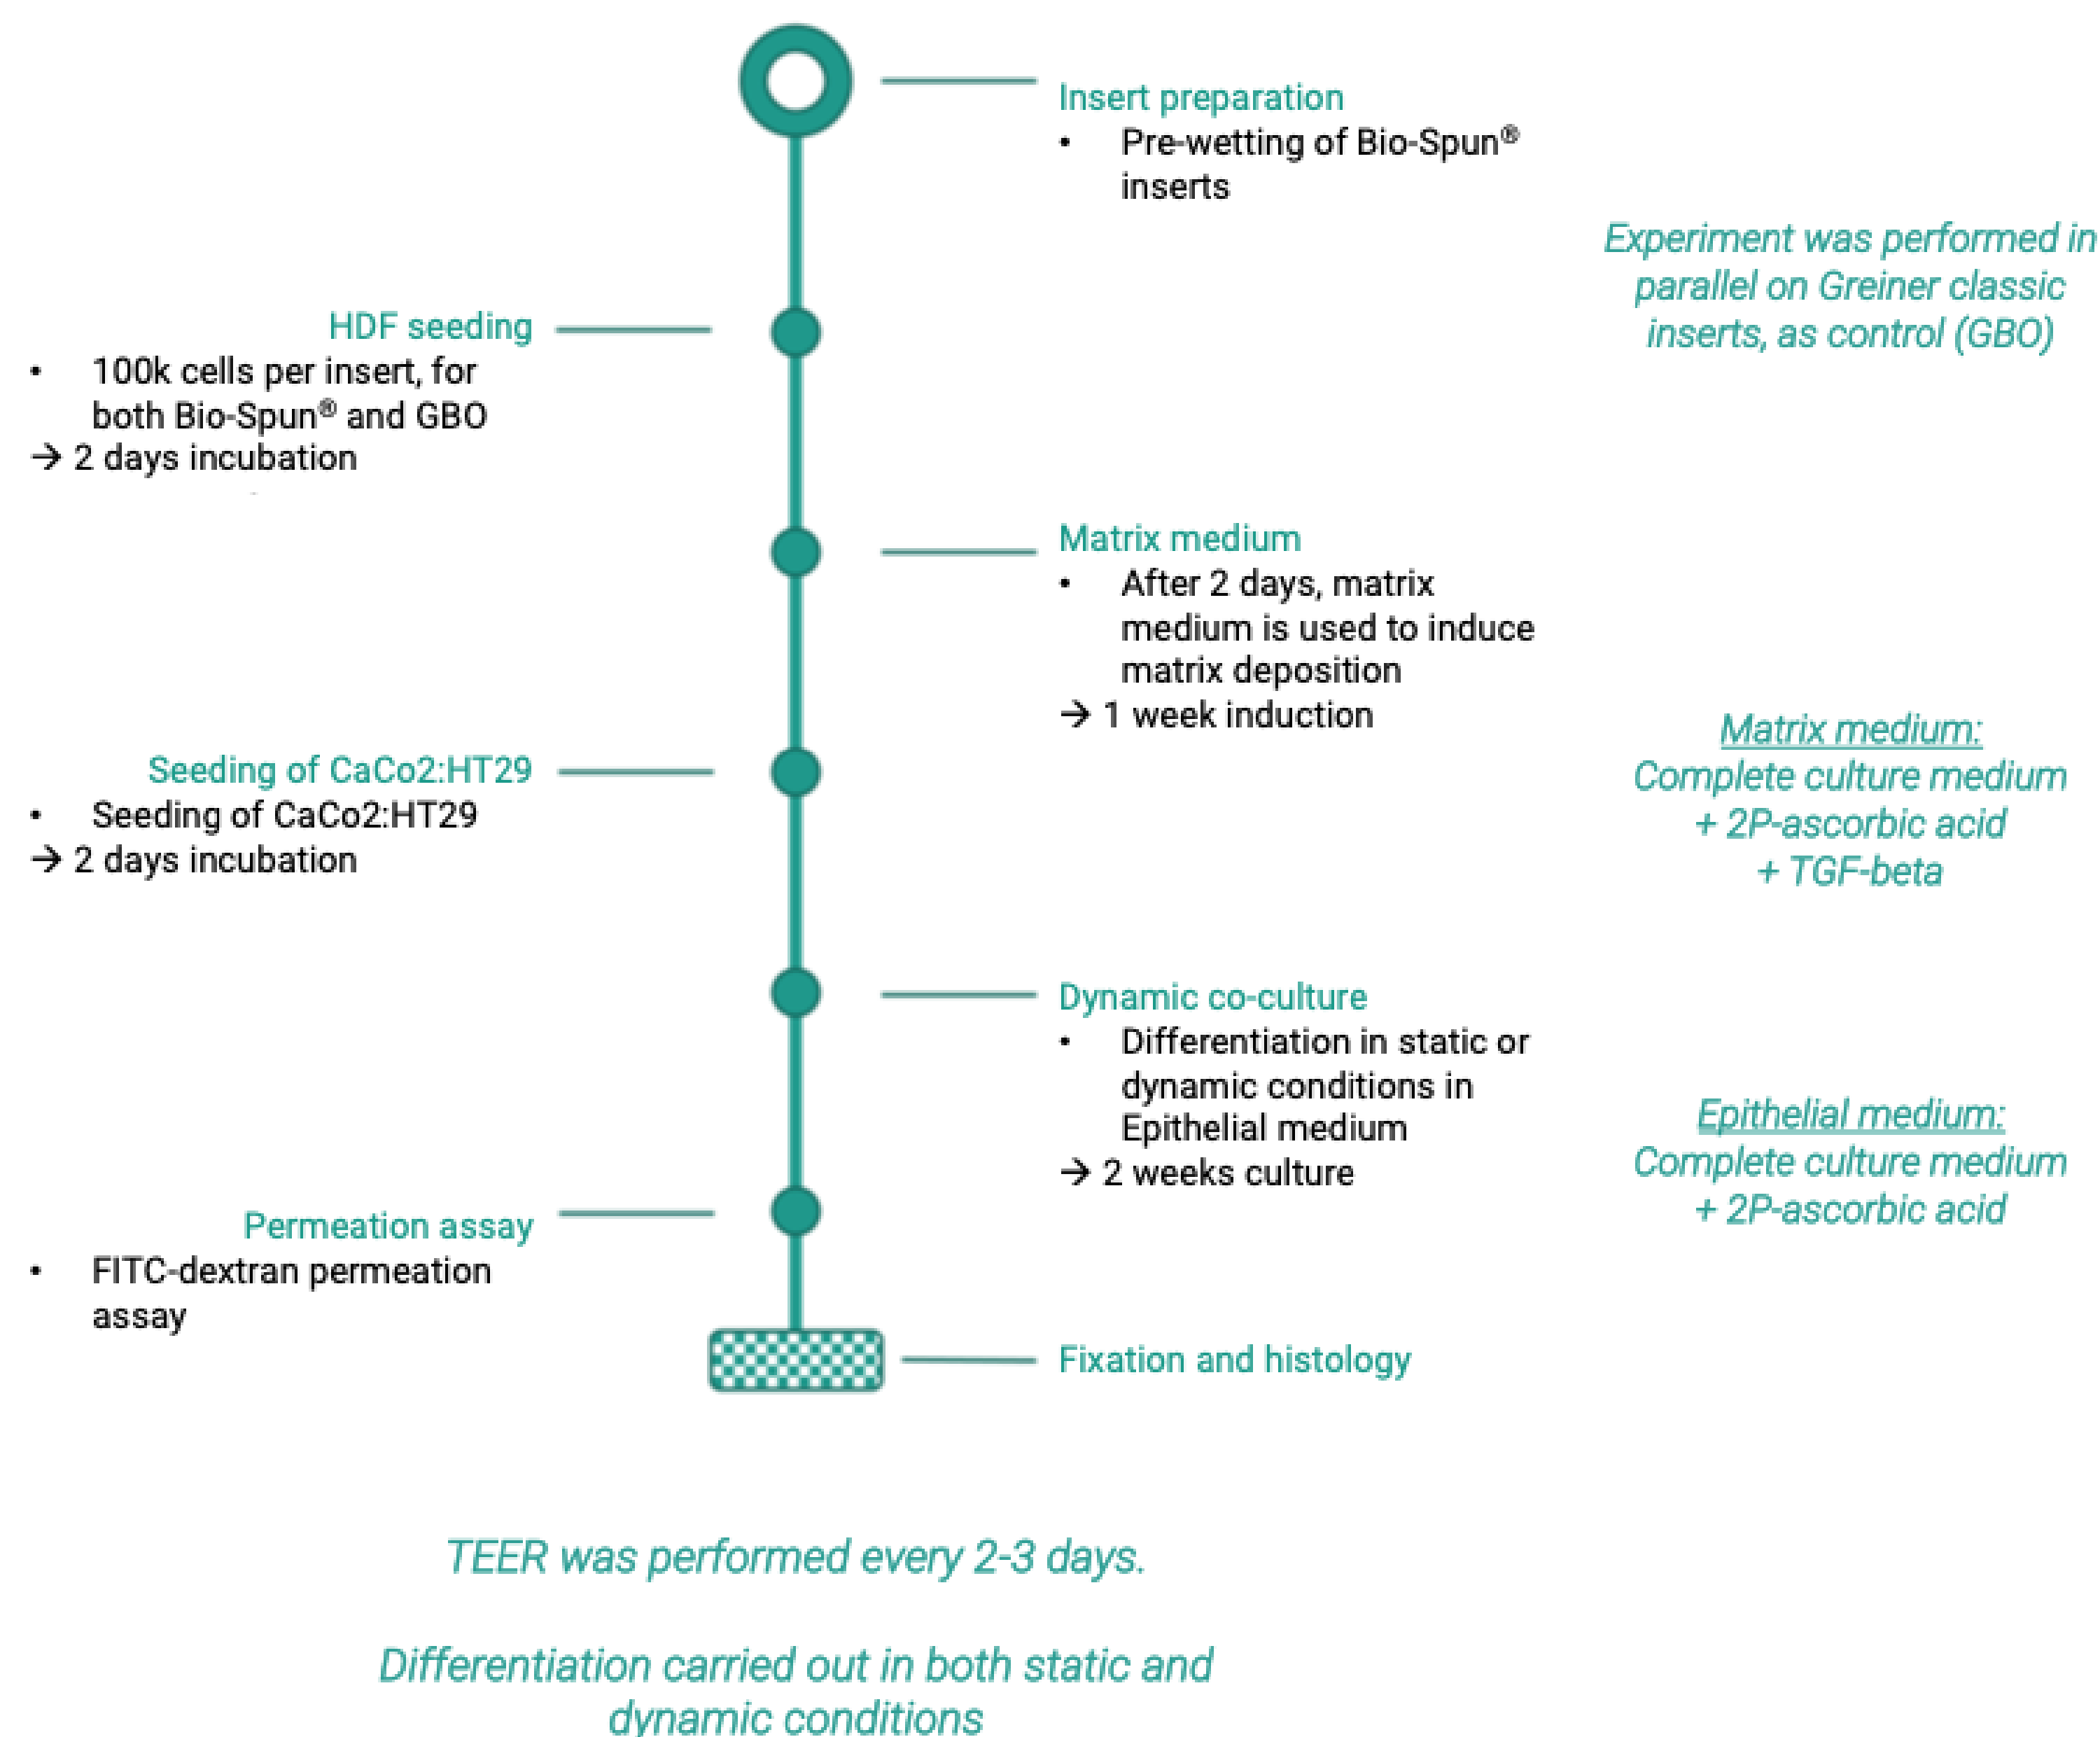 Insert preparation
• Pre-wetting of Bio-Spun®
inserts
Experiment was performed in
parallel on Greiner classic
inserts, as control (GBO)
HDF seeding
• 100k cells per insert, for
both Bio-Spun® and GBO
→ 2 days incubation
Matrix medium
• After 2 days, matrix
medium is used to induce
matrix deposition
→ 1 week induction
Matrix medium:
Complete culture medium
+ 2P-ascorbic acid
+ TGF-beta
Seeding of CaCo2:HT29
• Seeding of CaCo2:HT29
→ 2 days incubation
Dynamic co-culture
• Differentiation in static or
dynamic conditions in
Epithelial medium
→ 2 weeks culture
Epithelial medium:
Complete culture medium
+ 2P-ascorbic acid
Permeation assay
• FITC-dextran permeation
assay
Fixation and histology
TEER was performed every 2-3 days.
Differentiation carried out in both static and
dynamic conditions